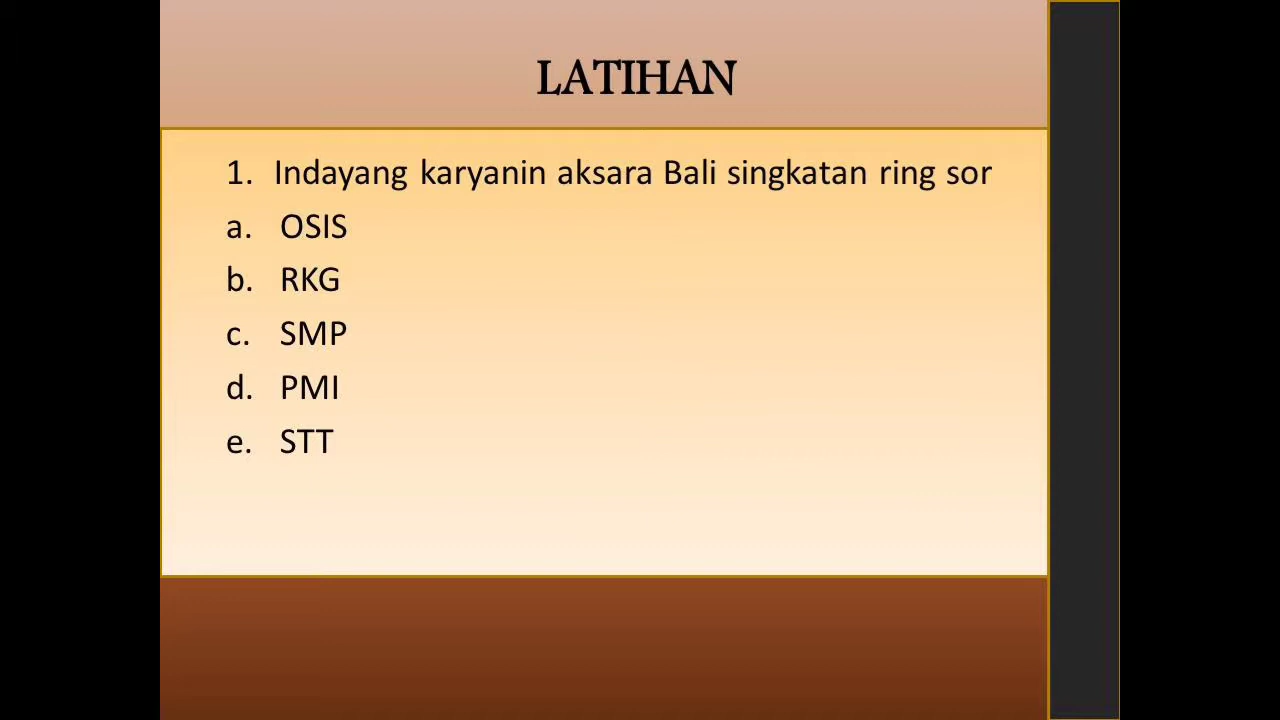 LATIHAN
1. Indayang karyanin aksara Bali singkatan ring sor
a. OSIS
b. RKG
c. SMP
d. PMI
e. STT